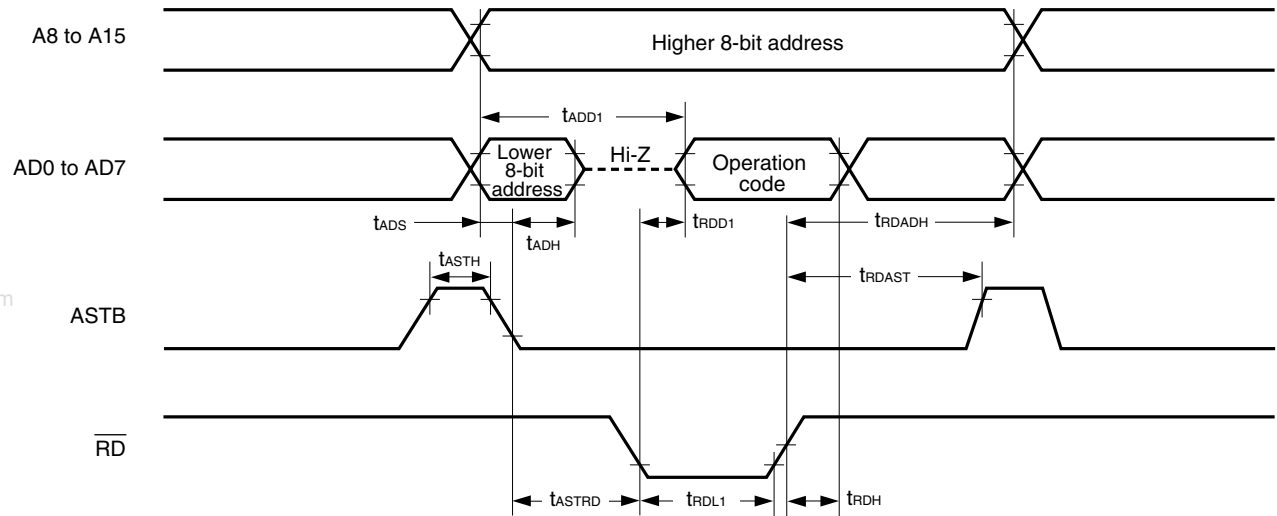 A8 to A15
Higher 8-bit address
tADD1
AD0 to AD7
Lower
8-bit
address
Hi-Z
Operation
code
tADS
tADH
tRDD1
tRDADH
tASTH
tRDAST
m
ASTB
RD
tASTRD
tRDL1
tRDH